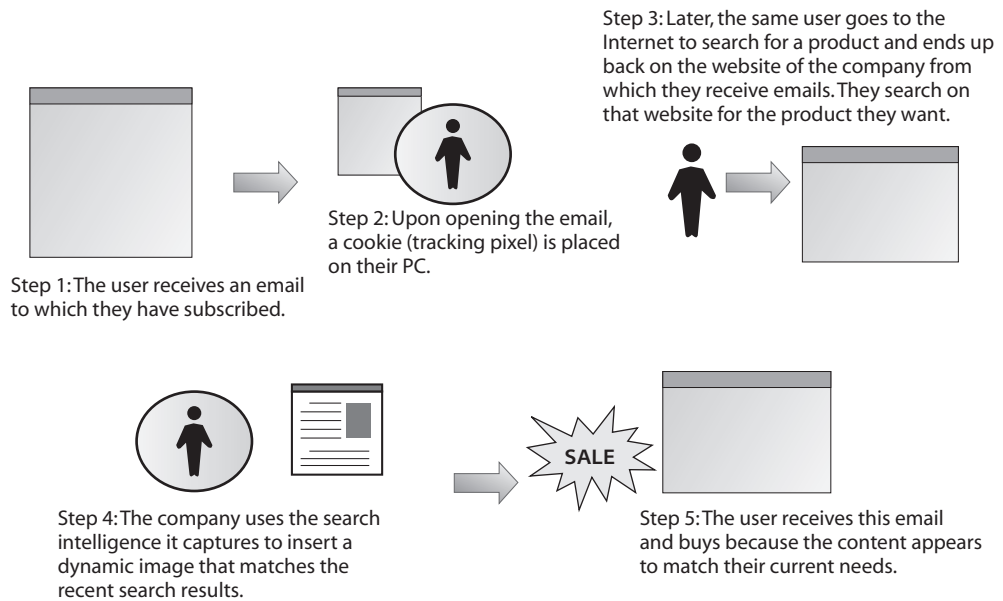 Step 3: Later, the same user goes to the
Internet to search for a product and ends up
back on the website of the company from
which they receive emails. They search on
that website for the product they want.
Step 2: Upon opening the email,
a cookie (tracking pixel) is placed
on their PC.
Step 1: The user receives an email
to which they have subscribed.
SALE
Step 4: The company uses the search
intelligence it captures to insert a
dynamic image that matches the
recent search results.
Step 5: The user receives this email
and buys because the content appears
to match their current needs.